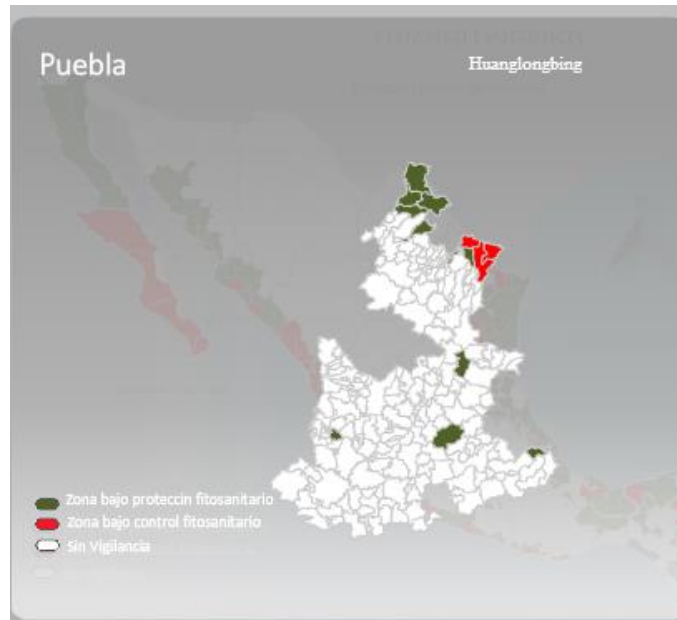 Puebla
Huanglongbing
Zona bajo proteccin fitosanitario
Zona bajo control fitosanitario
Sin Vigilancia